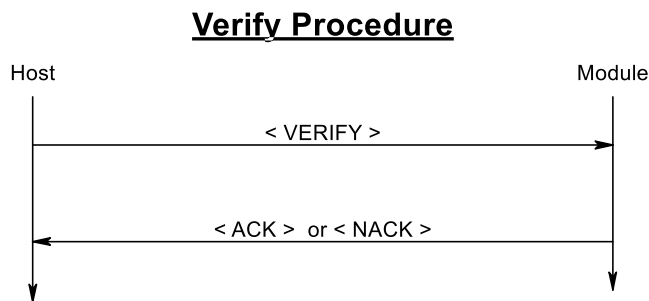 Verify Procedure
Host
Module
< VERIFY >
< ACK >  or < NACK >